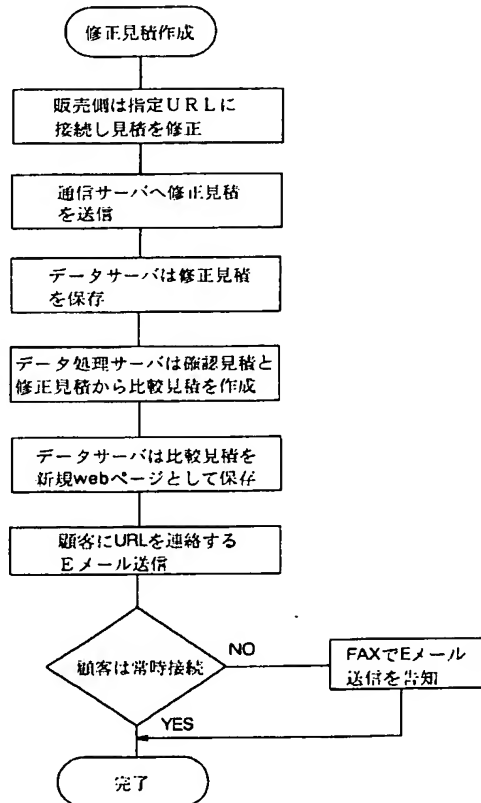 修正見積作成
販売側は指定URLに
接続し見積を修正
通信サーバへ修正見積
を送信
データサーバは修正見積
を保存
データ処理サーバは確認見積と
修正見積から比較見積を作成
データサーバは比較見積を
新規webページとして保存
顧客にURLを連絡する
Eメール送信
顧客は常時接続
NO
FAXでEメール
送信を告知
YES
完了